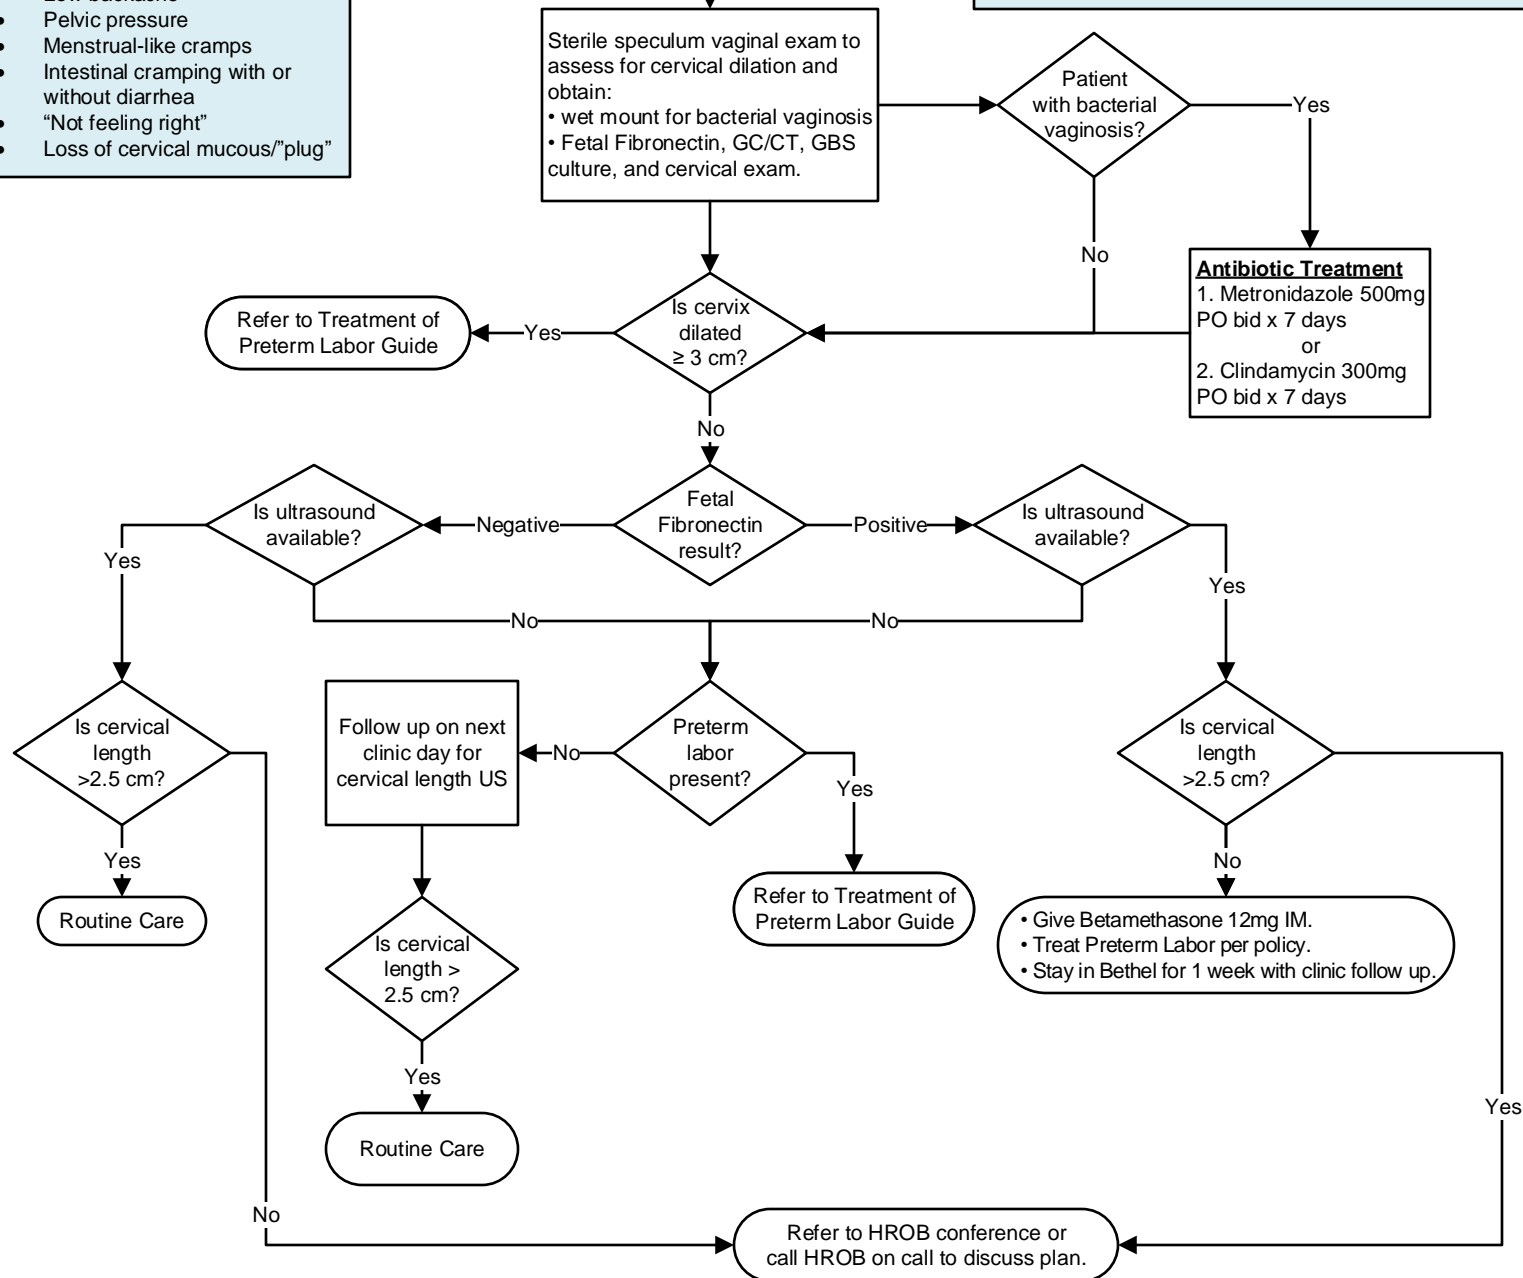 • Pelvic pressure
• Menstrual-like cramps
• Intestinal cramping with or
without diarrhea
• “Not feeling right”
• Loss of cervical mucous/”plug”
Sterile speculum vaginal exam to
assess for cervical dilation and
obtain:
• wet mount for bacterial vaginosis
• Fetal Fibronectin, GC/CT, GBS
culture, and cervical exam.
Patient
with bacterial
vaginosis?
Yes
No
Antibiotic Treatment
1. Metronidazole 500mg
PO bid x 7 days
or
2. Clindamycin 300mg
PO bid x 7 days
Is cervix
dilated
≥ 3 cm?
Yes
Refer to Treatment of
Preterm Labor Guide
No
Fetal
Fibronectin
result?
Negative
Positive
Is ultrasound
available?
Is ultrasound
available?
Yes
Yes
No
No
Is cervical
length
>2.5 cm?
Follow up on next
clinic day for
cervical length US
No
Preterm
labor
present?
Yes
Is cervical
length
>2.5 cm?
Yes
No
Routine Care
Refer to Treatment of
Preterm Labor Guide
• Give Betamethasone 12mg IM.
• Treat Preterm Labor per policy.
• Stay in Bethel for 1 week with clinic follow up.
Is cervical
length >
2.5 cm?
Yes
Yes
Routine Care
No
Refer to HROB conference or
call HROB on call to discuss plan.